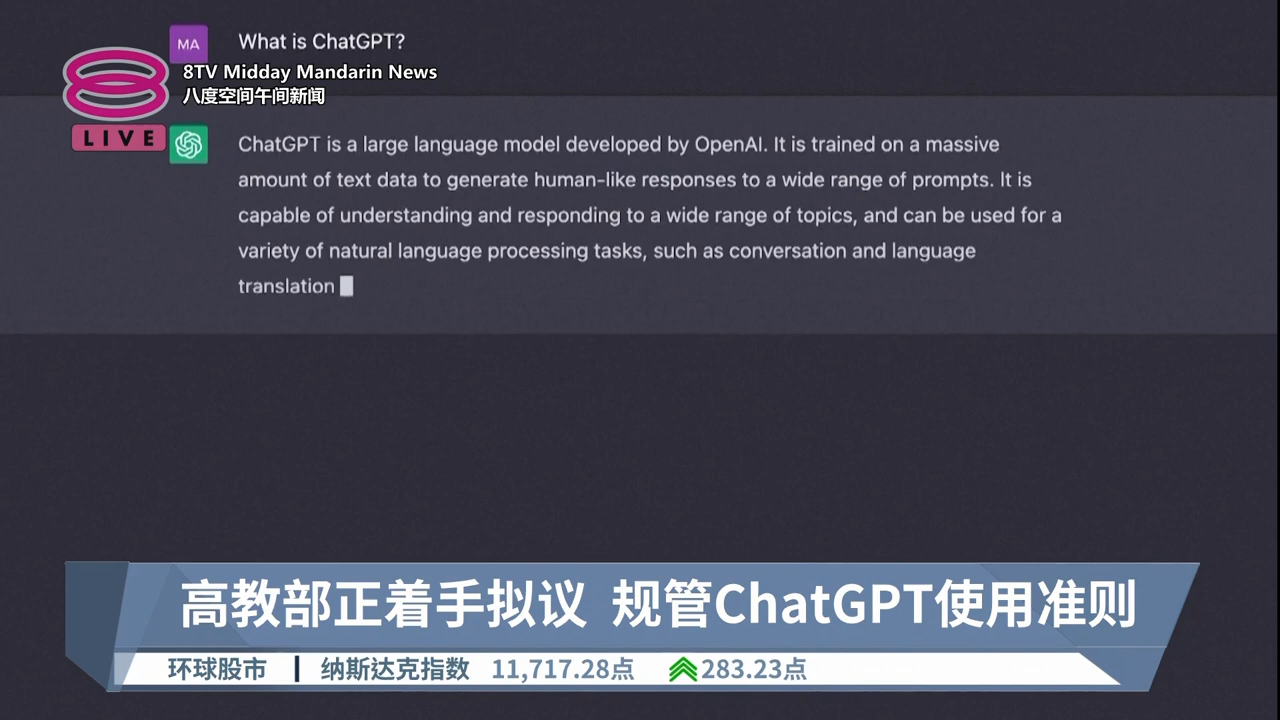 MA
What is ChatGPT?
8TV Midday Mandarin News
八度空间午间新闻
LIVE
ChatGPT is a large language model developed by OpenAI. It is trained on a massive
amount of text data to generate human-like responses to a wide range of prompts. It is
capable of understanding and responding to a wide range of topics, and can be used for a
variety of natural language processing tasks, such as conversation and language
translation
高教部正着手拟议 规管ChatGPT使用准则
环球股市 | 纳斯达克指数 11,717.28点 283.23点